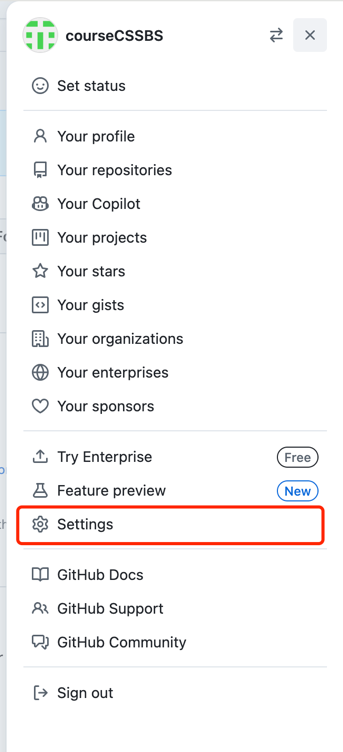 courseCSSBS
Set status
Your profile
Your repositories
Your Copilot
Your projects
Your stars
Your gists
Your organizations
Your enterprises
Your sponsors
Try Enterprise Free
Feature preview New
Settings
GitHub Docs
GitHub Support
GitHub Community
Sign out